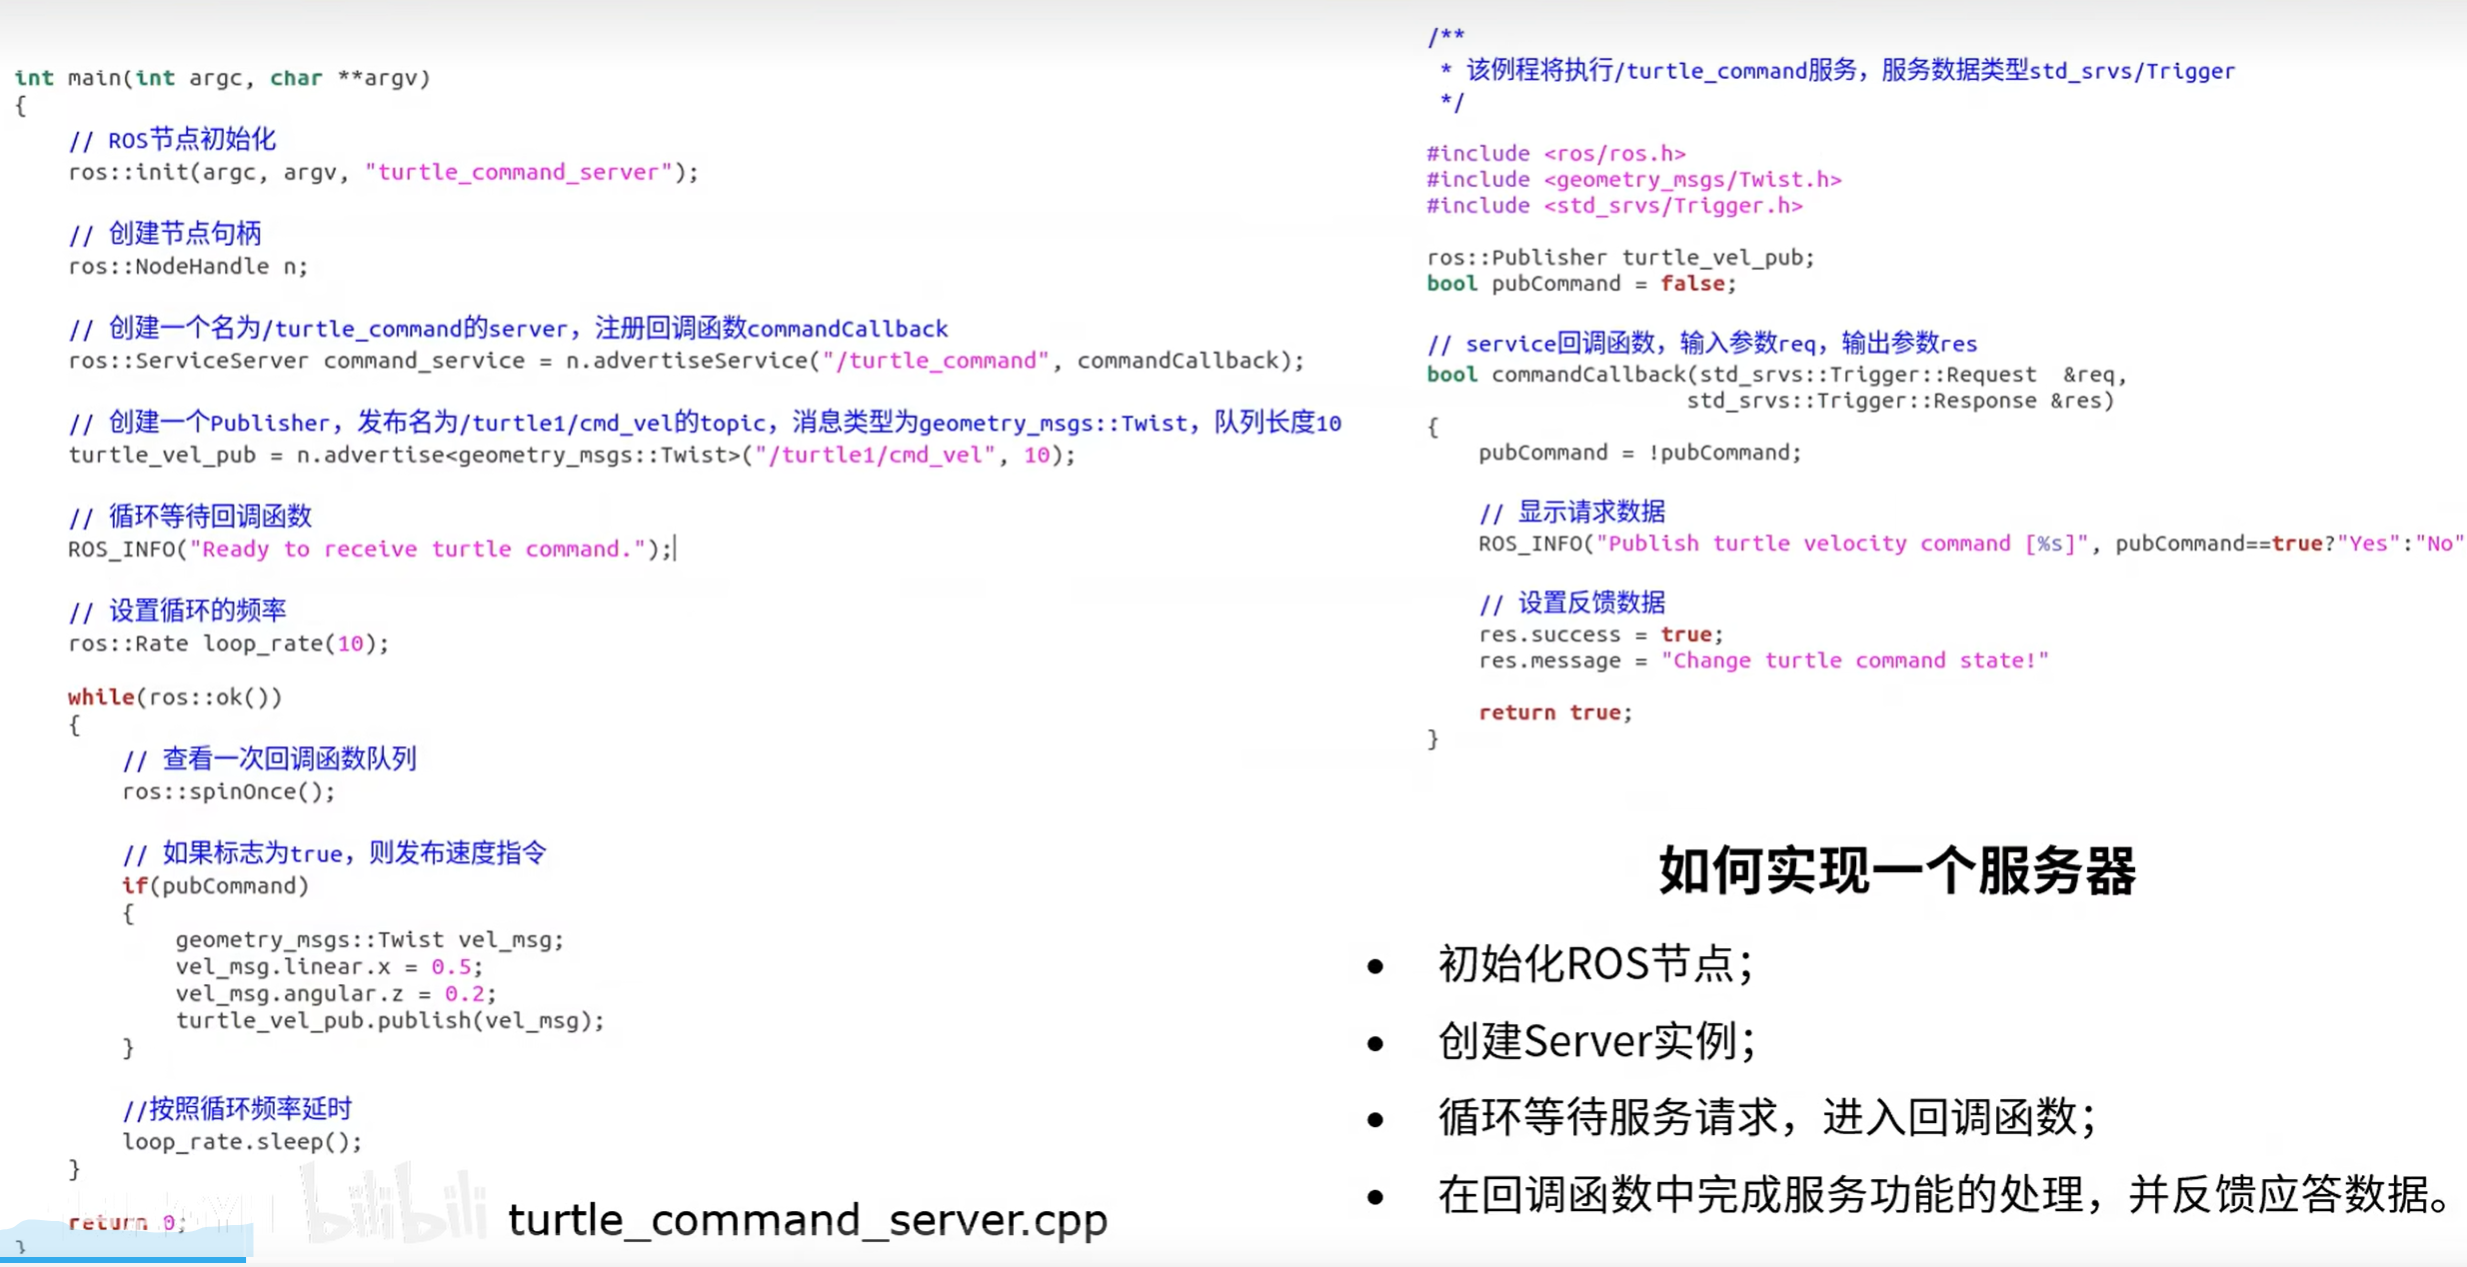 int main(int argc, char **argv)
{
// ROS节点初始化
ros::init(argc, argv, "turtle_command_server");
// 创建节点句柄
ros::NodeHandle n;
// 创建一个名为/turtle_command的server，注册回调函数commandCallback
ros::ServiceServer command_service = n.advertiseService("/turtle_command", commandCallback);
// 创建一个Publisher，发布名为/turtle1/cmd_vel的topic，消息类型为geometry_msgs::Twist，队列长度10
turtle_vel_pub = n.advertise<geometry_msgs::Twist>("/turtle1/cmd_vel", 10);
// 循环等待回调函数
ROS_INFO("Ready to receive turtle command.");
// 设置循环的频率
ros::Rate loop_rate(10);
while(ros::ok())
{
// 查看一次回调函数队列
ros::spinOnce();
// 如果标志为true，则发布速度指令
if(pubCommand)
{
geometry_msgs::Twist vel_msg;
vel_msg.linear.x = 0.5;
vel_msg.angular.z = 0.2;
turtle_vel_pub.publish(vel_msg);
}
//按照循环频率延时
loop_rate.sleep();
}
return 0;
}
bilibili
turtle_command_server.cpp
/**
* 该例程将执行/turtle_command服务，服务数据类型std_srvs/Trigger
*/
#include <ros/ros.h>
#include <geometry_msgs/Twist.h>
#include <std_srvs/Trigger.h>
ros::Publisher turtle_vel_pub;
bool pubCommand = false;
// service回调函数，输入参数req，输出参数res
bool commandCallback(std_srvs::Trigger::Request &req,
std_srvs::Trigger::Response &res)
{
pubCommand = !pubCommand;
// 显示请求数据
ROS_INFO("Publish turtle velocity command [%s]", pubCommand==true?"Yes":"No"
// 设置反馈数据
res.success = true;
res.message = "Change turtle command state!"
return true;
}
如何实现一个服务器
• 初始化ROS节点；
• 创建Server实例；
• 循环等待服务请求，进入回调函数；
• 在回调函数中完成服务功能的处理，并反馈应答数据。